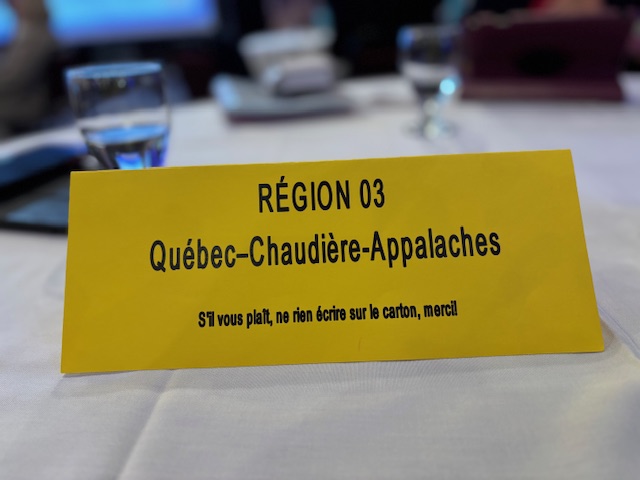 RÉGION 03
Québec–Chaudière-Appalaches
S'il vous plaît, ne rien écrire sur le carton, merci!